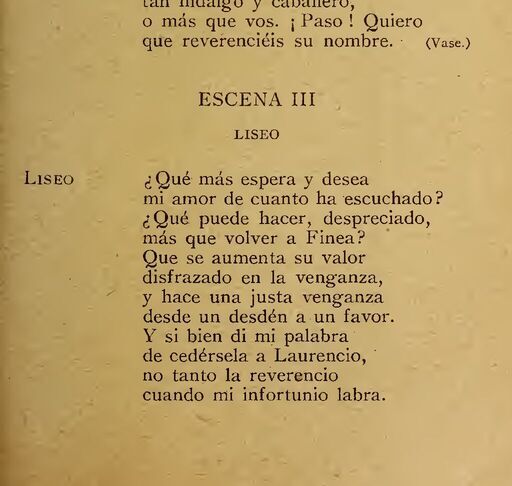 tan hidalgo y caballero,
o más que vos. ¡Paso! Quiero
que reverenciéis su nombre. (Vase.)
ESCENA III
LISEO
LISEO ¿Qué más espera y desea
mi amor de cuanto ha escuchado?
¿Qué puede hacer, despreciado,
más que volver a Finea?
Que se aumenta su valor
disfrazado en la venganza,
y hace una justa venganza
desde un desdén a un favor.
Y si bien di mi palabra
de cedérsela a Laurencio,
no tanto la reverencio
cuando mi infortunio labra.